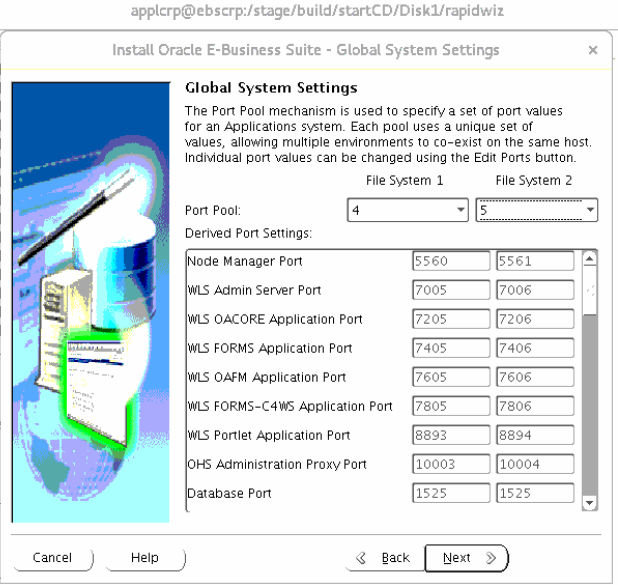 applcrp@ebscrp:/stage/build/startCD/Disk1/rapidwiz
Install Oracle E-Business Suite - Global System Settings ×
Global System Settings
The Port Pool mechanism is used to specify a set of port values
for an Applications system. Each pool uses a unique set of
values, allowing multiple environments to co-exist on the same host.
Individual port values can be changed using the Edit Ports button.
File System 1 File System 2
Port Pool: 4 5
Derived Port Settings:
Node Manager Port 5560 5561
WLS Admin Server Port 7005 7006
WLS OACORE Application Port 7205 7206
WLS FORMS Application Port 7405 7406
WLS OAFM Application Port 7605 7606
WLS FORMS-C4WS Application Port 7805 7806
WLS Portlet Application Port 8893 8894
OHS Administration Proxy Port 10003 10004
Database Port 1525 1525
Cancel Help Back Next